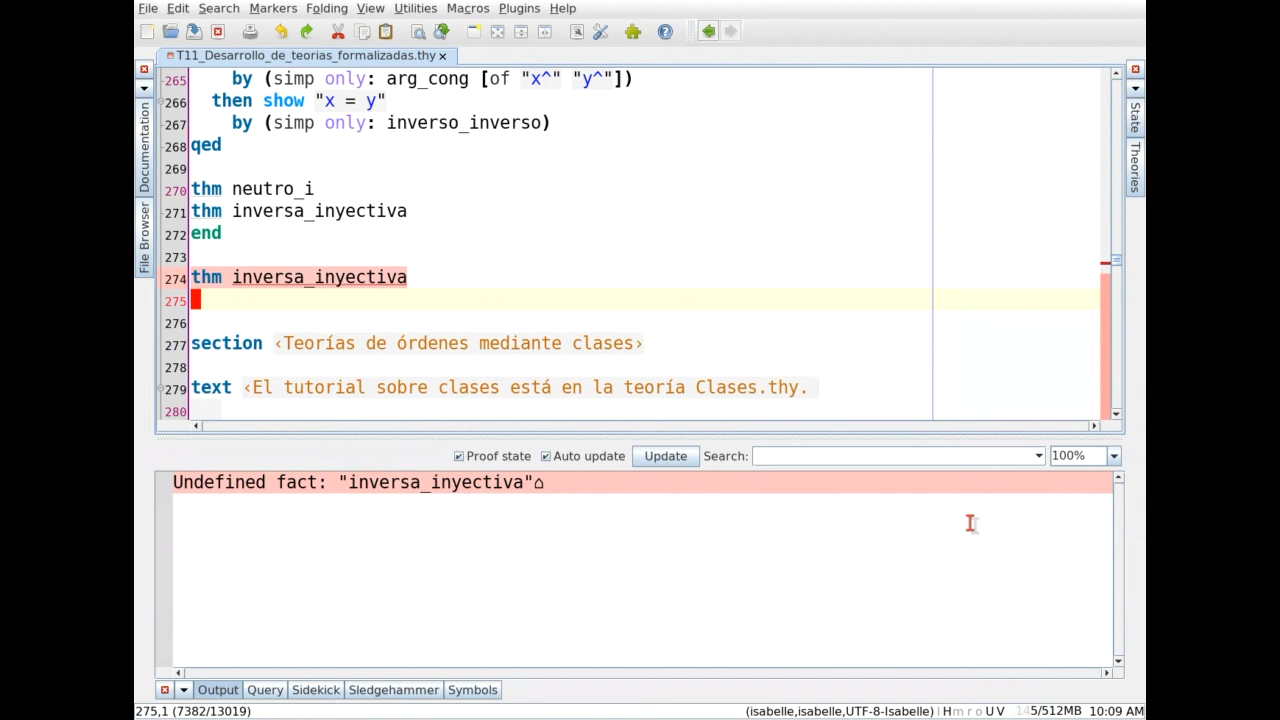 File Edit Search Markers Folding View Utilities Macros Plugins Help
T11_Desarrollo_de_teorias_formalizadas.thy
Documentation
File Browser
State
Theories
265 by (simp only: arg_cong [of "x^" "y^"])
266 then show "x = y"
267 by (simp only: inverso_inverso)
268 qed
269
270 thm neutro_i
271 thm inversa_inyectiva
272 end
273
274 thm inversa_inyectiva
275
276
277 section ‹Teorías de órdenes mediante clases›
278
279 text ‹El tutorial sobre clases está en la teoría Clases.thy.
280
Proof state Auto update Update Search: 100%
Undefined fact: "inversa_inyectiva"⌂
Output Query Sidekick Sledgehammer Symbols
275,1 (7382/13019) (isabelle,isabelle,UTF-8-Isabelle) H m r o U V 145/512MB 10:09 AM